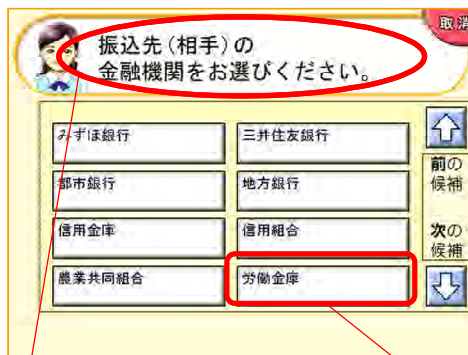 取消
振込先（相手）の
金融機関をお選びください。
みずほ銀行
三井住友銀行
都市銀行
地方銀行
信用金庫
信用組合
農業共同組合
労働金庫
前の
候補
次の
候補